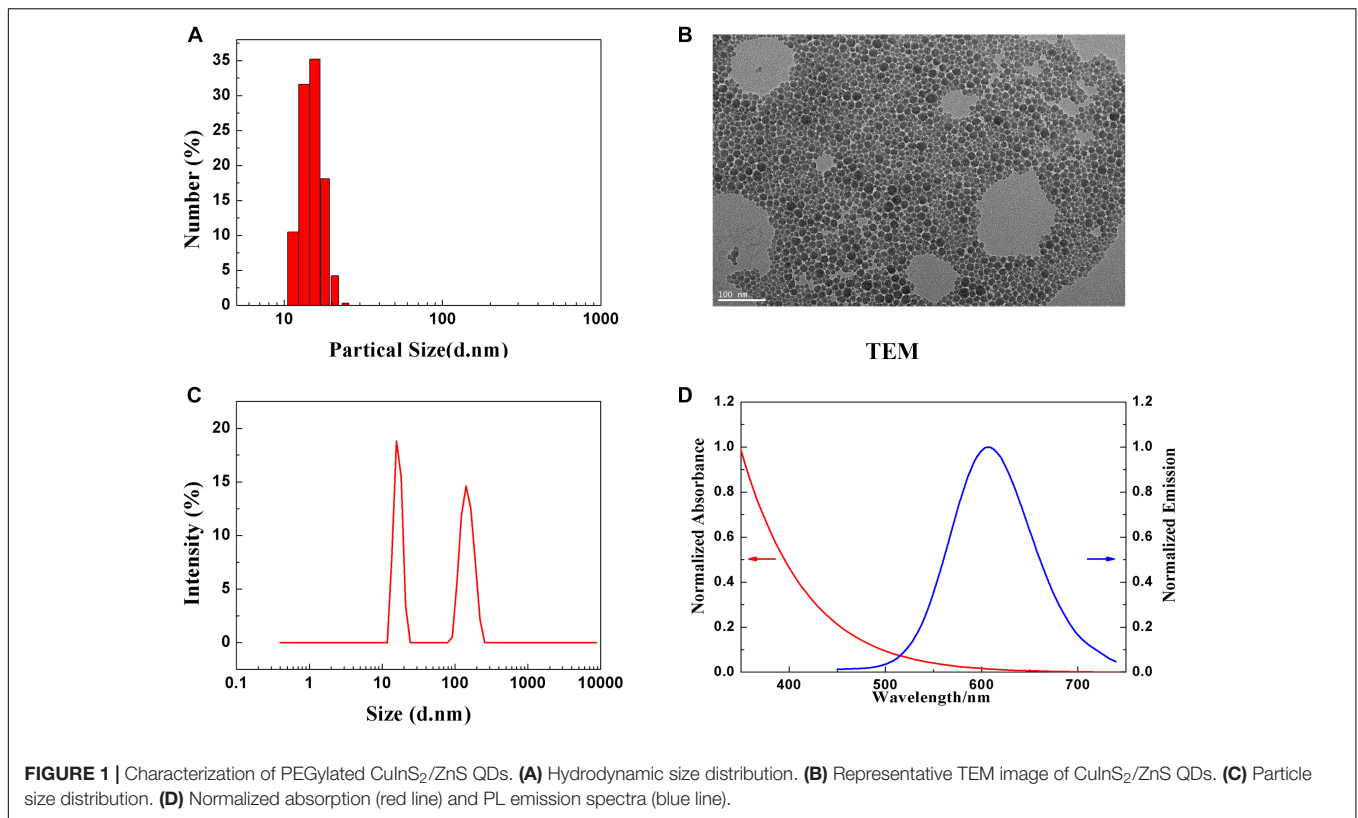 A
35
30
25
20
15
10
5
0
Number (%)
10 100 1000
Partical Size(d.nm)
B
100 nm
TEM
C
20
15
10
5
0
Intensity (%)
0.1 1 10 100 1000 10000
Size (d.nm)
D
1.2
1.0
0.8
0.6
0.4
0.2
0.0
Normalized Absorbance
1.2
1.0
0.8
0.6
0.4
0.2
0.0
Normalized Emission
400 500 600 700
Wavelength/nm
FIGURE 1 | Characterization of PEGylated CuInS₂/ZnS QDs. (A) Hydrodynamic size distribution. (B) Representative TEM image of CuInS₂/ZnS QDs. (C) Particle
size distribution. (D) Normalized absorption (red line) and PL emission spectra (blue line).